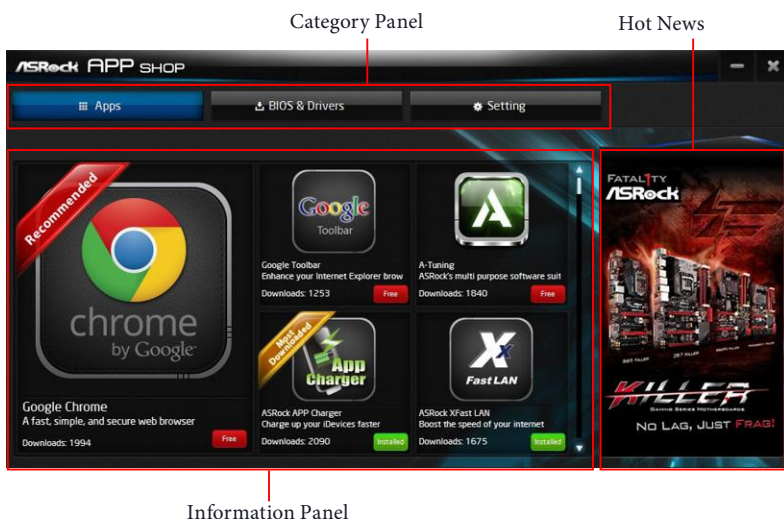 Category Panel
Hot News
ASRock APP SHOP
Apps
BIOS & Drivers
Setting
Recommended
chrome
by Google
Google Chrome
A fast, simple, and secure web browser
Downloads: 1994
Free
Google
Toolbar
Google Toolbar
Enhance your Internet Explorer brow
Downloads: 1253
Free
A-Tuning
ASRock's multi purpose software suit
Downloads: 1840
Free
Most
Downloaded
App
Charger
ASRock APP Charger
Charge up your iDevices faster
Downloads: 2090
Installed
X
Fast LAN
ASRock XFast LAN
Boost the speed of your internet
Downloads: 1675
Installed
FATAL1TY
ASRock
KILLER
GAMING SERIES MOTHERBOARDS
NO LAG, JUST FRAG!
Information Panel